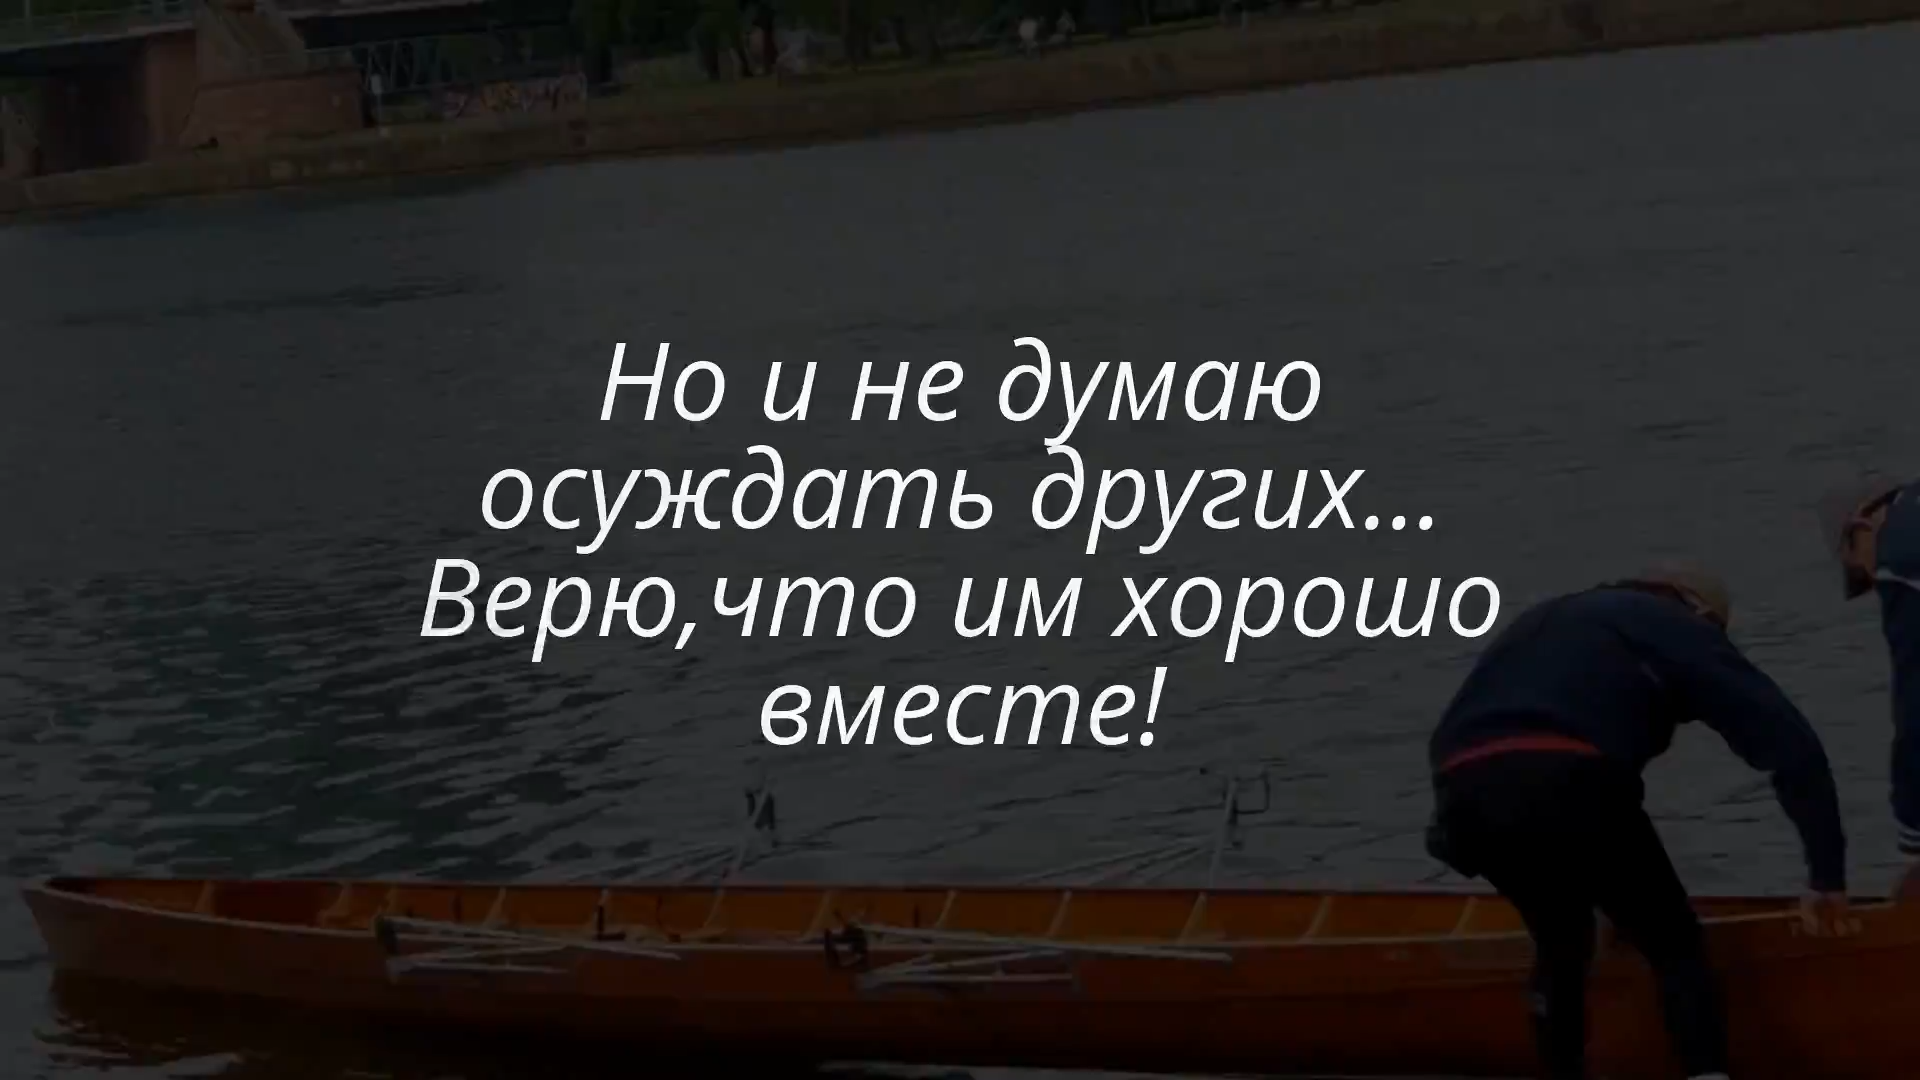 Но и не думаю
осуждать других...
Верю,что им хорошо
вместе!